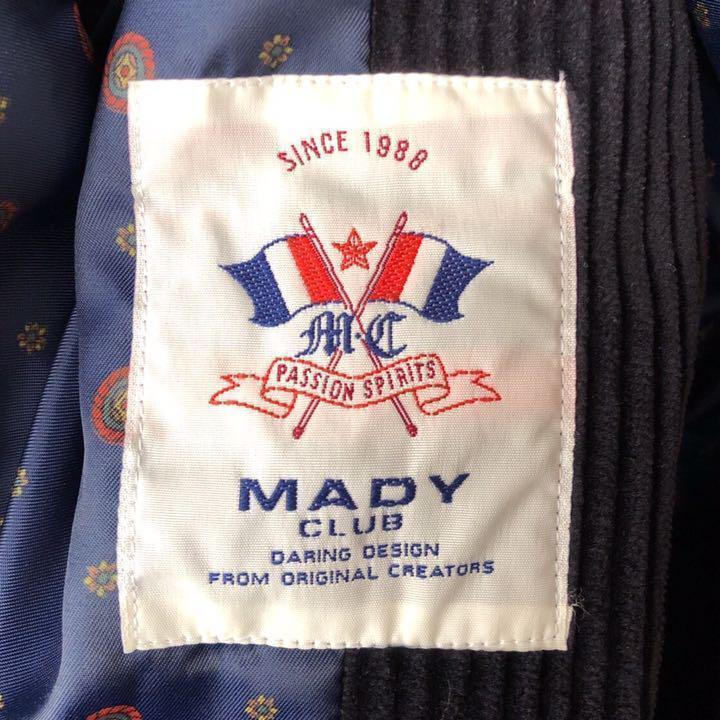 SINCE 1988
M·C
PASSION SPIRITS
MADY
CLUB
DARING DESIGN
FROM ORIGINAL CREATORS